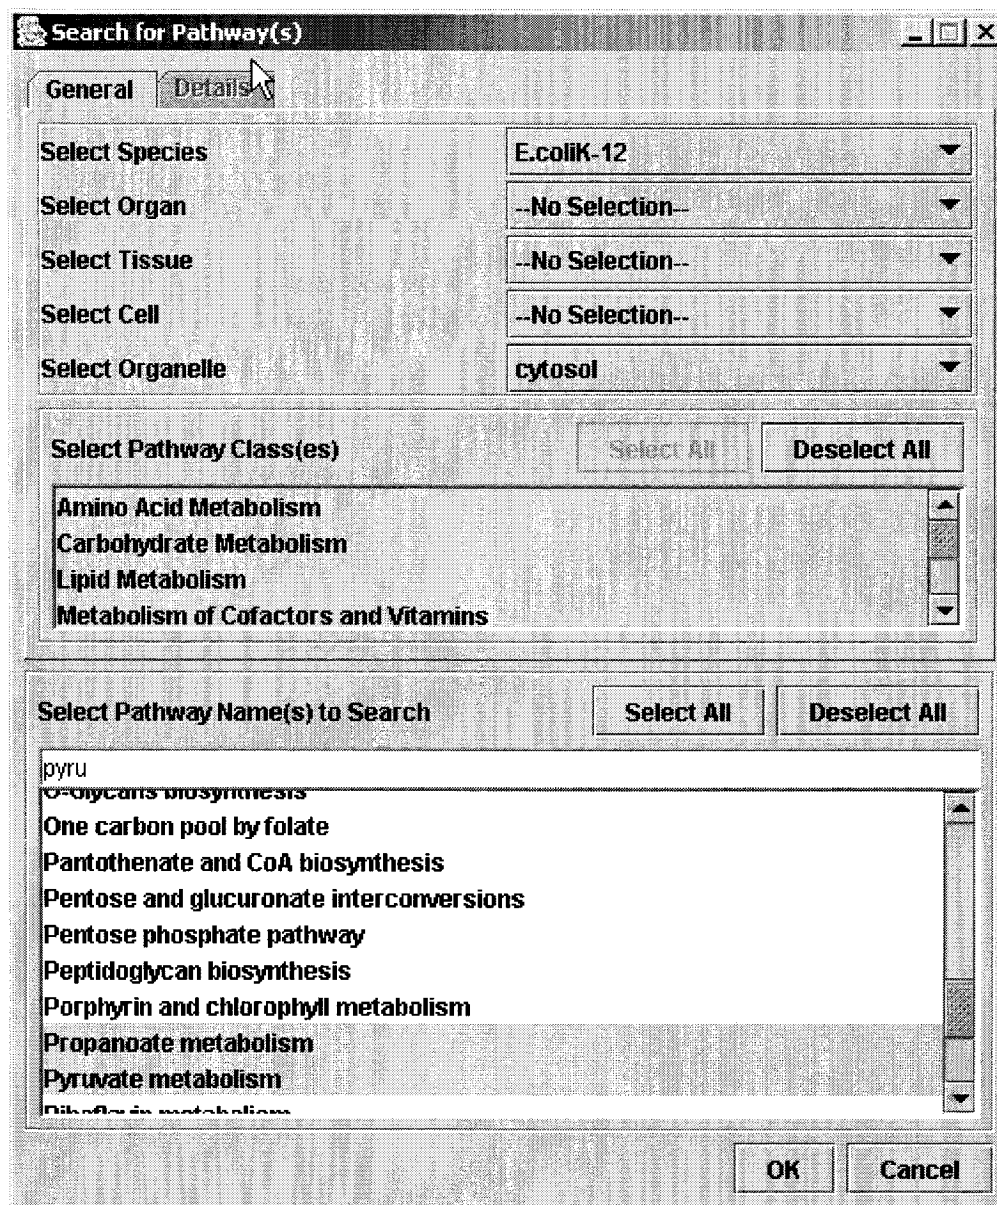 Search for Pathway(s)
General Details
Select Species E.coliK-12
Select Organ --No Selection--
Select Tissue --No Selection--
Select Cell --No Selection--
Select Organelle cytosol
Select Pathway Class(es) Select All Deselect All
Amino Acid Metabolism
Carbohydrate Metabolism
Lipid Metabolism
Metabolism of Cofactors and Vitamins
Select Pathway Name(s) to Search Select All Deselect All
pyru
O-Glycans biosynthesis
One carbon pool by folate
Pantothenate and CoA biosynthesis
Pentose and glucuronate interconversions
Pentose phosphate pathway
Peptidoglycan biosynthesis
Porphyrin and chlorophyll metabolism
Propanoate metabolism
Pyruvate metabolism
Riboflavin metabolism
OK Cancel